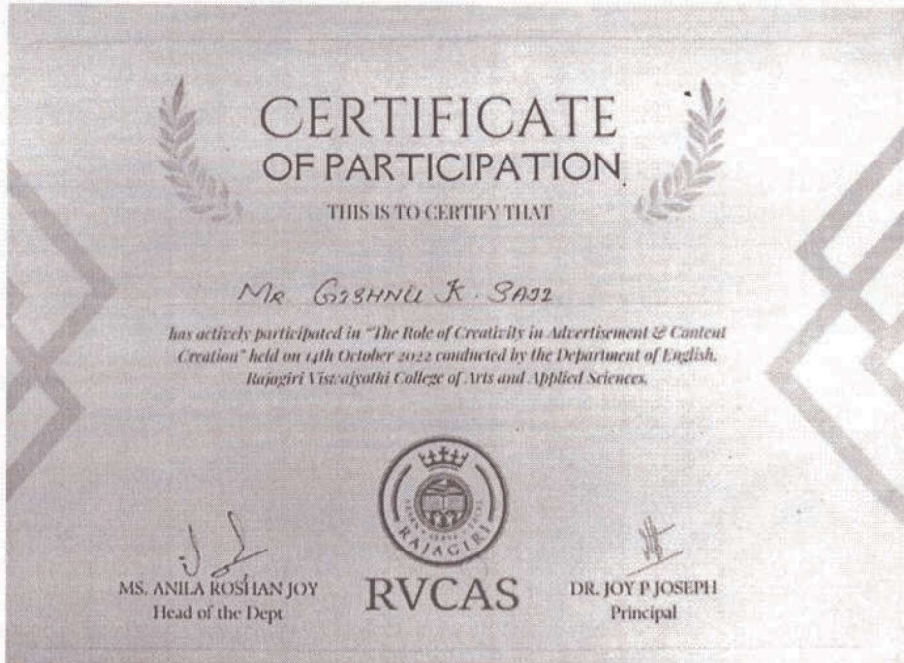 CERTIFICATE
OF PARTICIPATION
THIS IS TO CERTIFY THAT
MR GISHNU K. SAJI
has actively participated in "The Role of Creativity in Advertisement & Content
Creation" held on 14th October 2022 conducted by the Department of English,
Rajagiri Viswajyothi College of Arts and Applied Sciences.
RAJAGIRI
RVCAS
MS. ANILA ROSHAN JOY
Head of the Dept
DR. JOY P JOSEPH
Principal